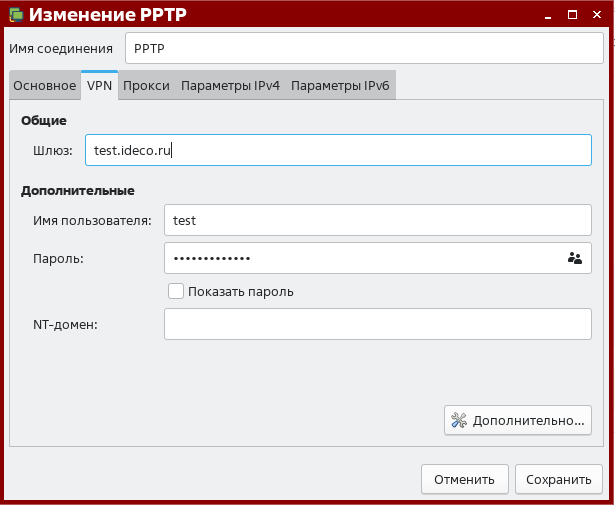 Изменение PPTP
Имя соединения PPTP
Основное VPN Прокси Параметры IPv4 Параметры IPv6
Общие
Шлюз: test.ideco.ru
Дополнительные
Имя пользователя: test
Пароль: •••••••••••••
Показать пароль
NT-домен:
Дополнительно...
Отменить Сохранить